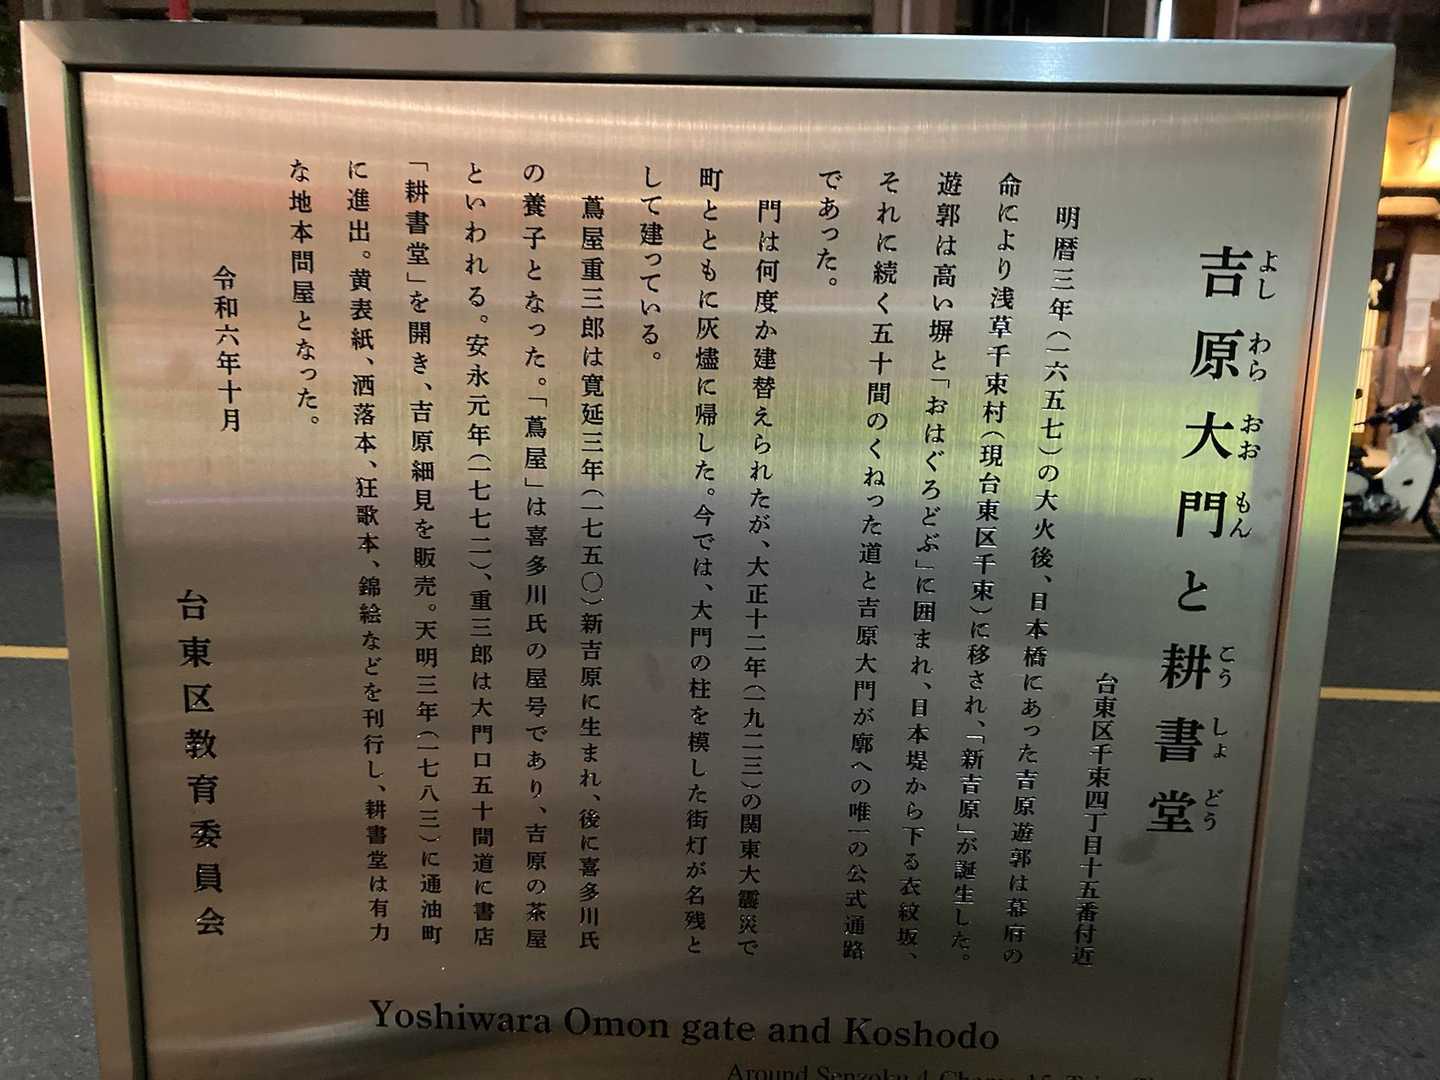 吉原大門と耕書堂
よし わら おお もん こう しょ どう
台東区千束四丁目十五番付近
明暦三年(一六五七)の大火後、日本橋にあった吉原遊郭は幕府の
命により浅草千束村(現台東区千束)に移され、「新吉原」が誕生した。
遊郭は高い塀と「おはぐろどぶ」に囲まれ、日本堤から下る衣紋坂、
それに続く五十間のくねった道と吉原大門が廓への唯一の公式通路
であった。
門は何度か建替えられたが、大正十二年(一九二三)の関東大震災で
町とともに灰燼に帰した。今では、大門の柱を模した街灯が名残と
して建っている。
蔦屋重三郎は寛延三年(一七五〇)新吉原に生まれ、後に喜多川氏
の養子となった。「蔦屋」は喜多川氏の屋号であり、吉原の茶屋
といわれる。安永元年(一七七二)、重三郎は大門口五十間道に書店
「耕書堂」を開き、吉原細見を販売。天明三年(一七八三)に通油町
に進出。黄表紙、洒落本、狂歌本、錦絵などを刊行し、耕書堂は有力
な地本問屋となった。
令和六年十月
台東区教育委員会
Yoshiwara Omon gate and Koshodo
Around Senzoku 4